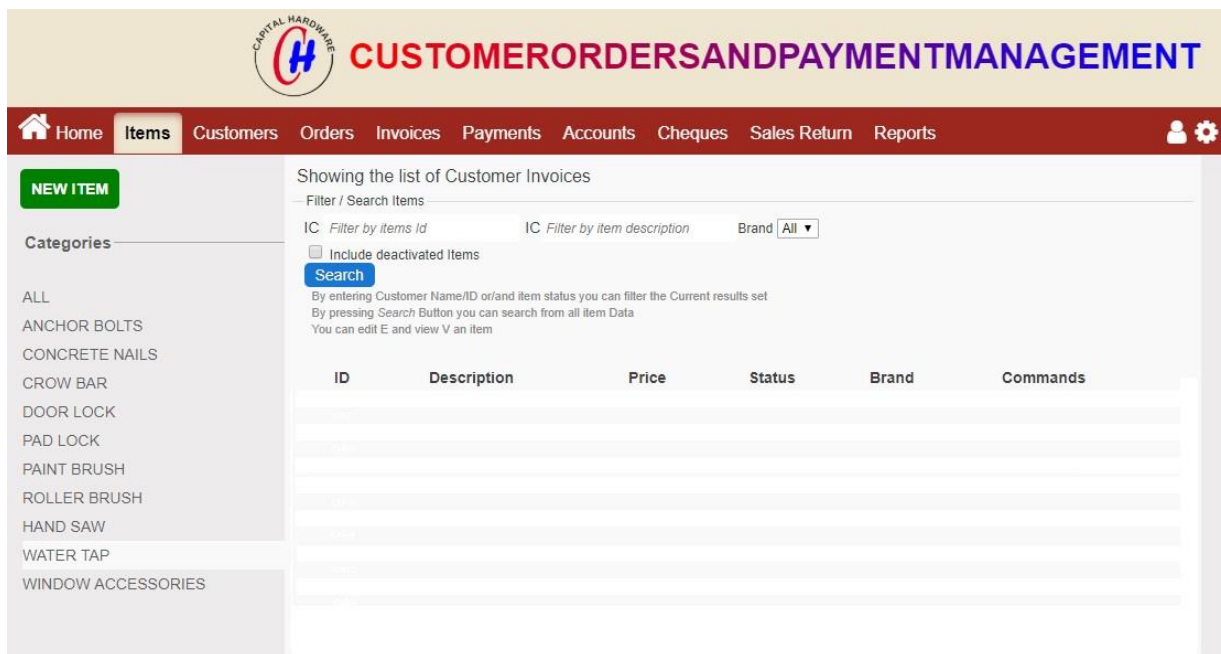 CAPITAL HARDWARE
CH
CUSTOMERORDERSANDPAYMENTMANAGEMENT
Home Items Customers Orders Invoices Payments Accounts Cheques Sales Return Reports
NEW ITEM
Categories
ALL
ANCHOR BOLTS
CONCRETE NAILS
CROW BAR
DOOR LOCK
PAD LOCK
PAINT BRUSH
ROLLER BRUSH
HAND SAW
WATER TAP
WINDOW ACCESSORIES
Showing the list of Customer Invoices
Filter / Search Items
IC Filter by items Id IC Filter by item description Brand All
Include deactivated Items
Search
By entering Customer Name/ID or/and item status you can filter the Current results set
By pressing Search Button you can search from all item Data
You can edit E and view V an item
ID Description Price Status Brand Commands